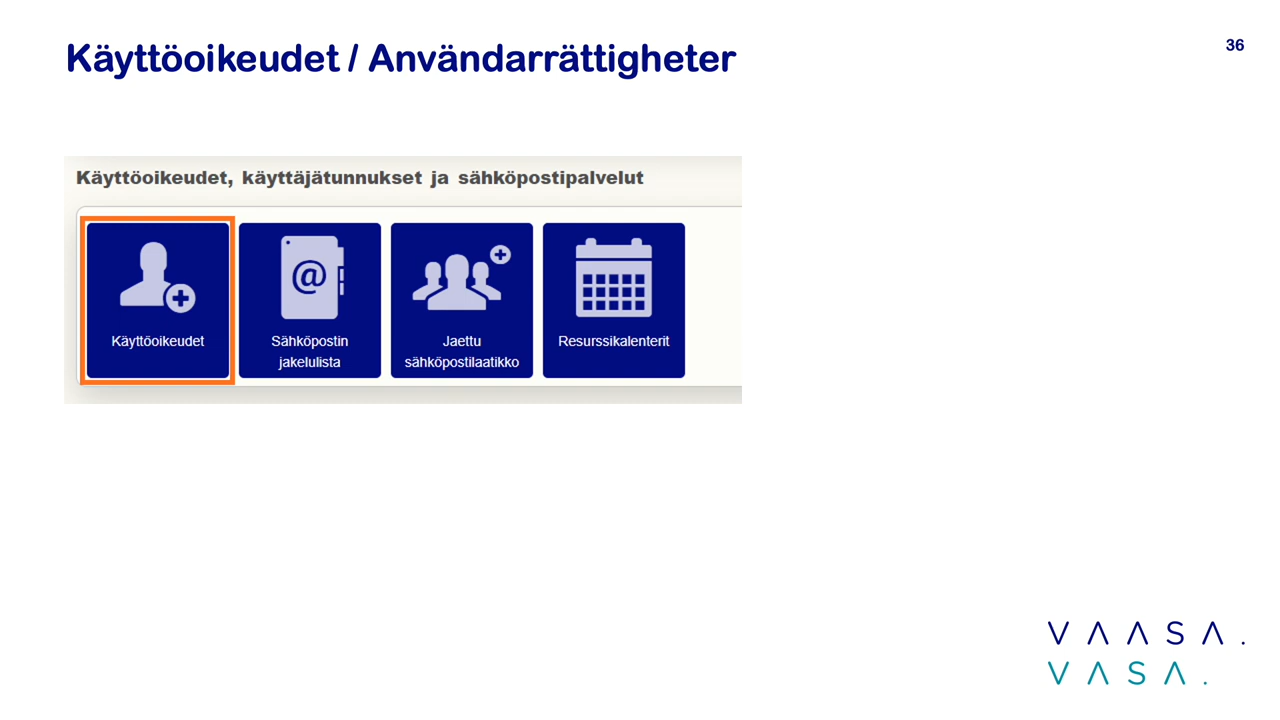 Käyttöoikeudet / Användarrättigheter
36
Käyttöoikeudet, käyttäjätunnukset ja sähköpostipalvelut
Käyttöoikeudet
@
Sähköpostin
jakelulista
Jaettu
sähköpostilaatikko
Resurssikalenterit
VAASA.
VASA.